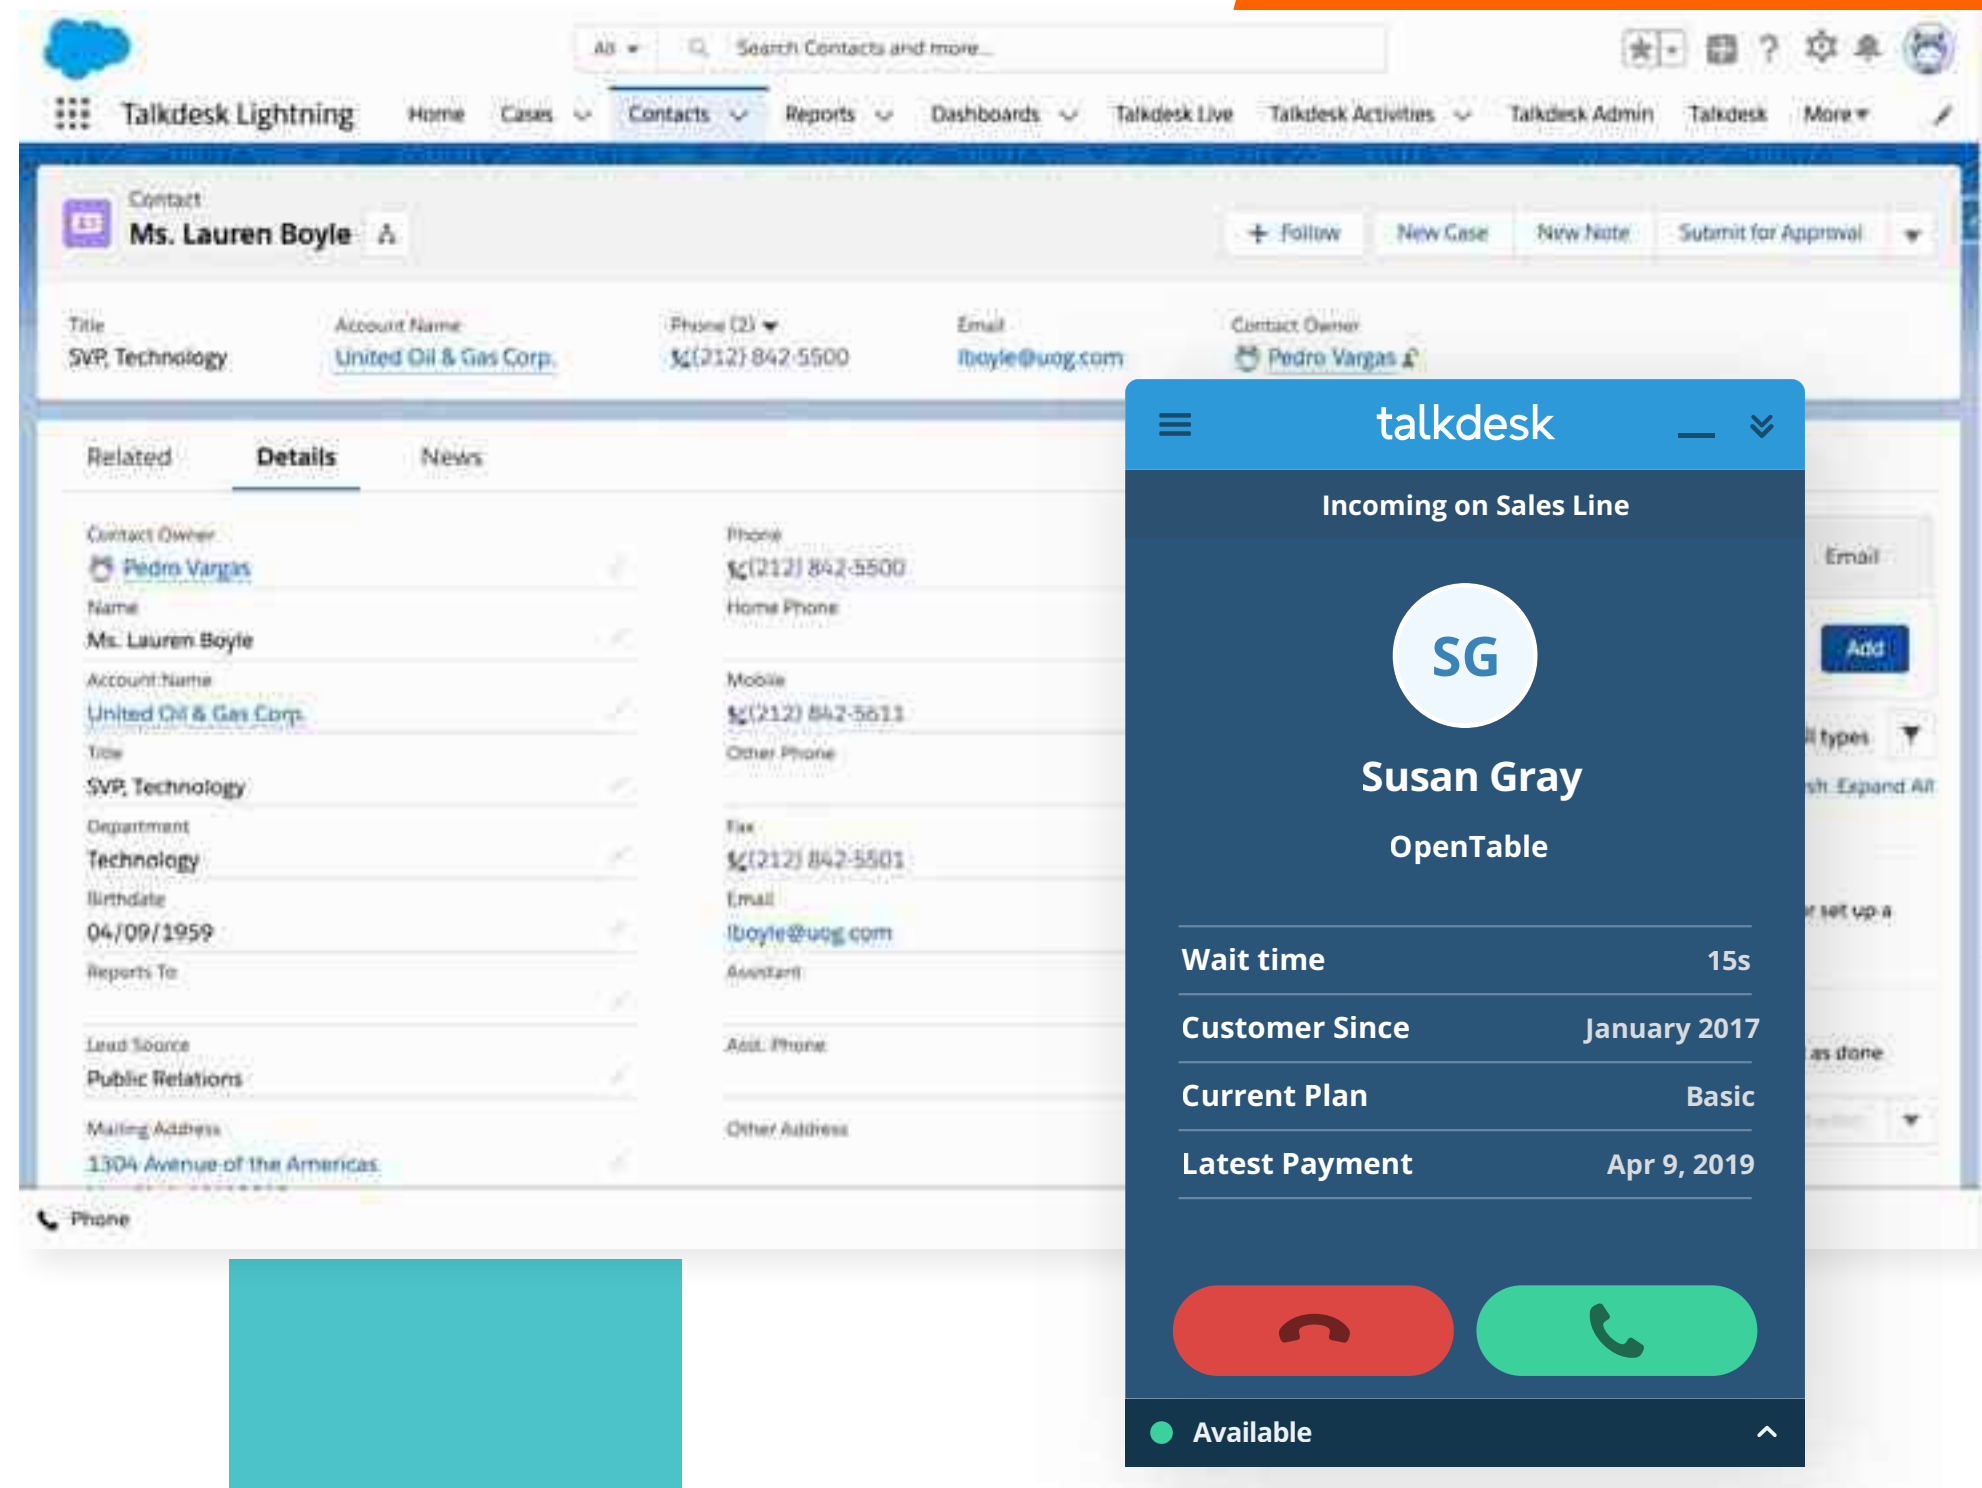 All
Search Contacts and more...
Talkdesk Lightning
Home
Cases
Contacts
Reports
Dashboards
Talkdesk Live
Talkdesk Activities
Talkdesk Admin
Talkdesk
More
Contact
Ms. Lauren Boyle
+ Follow
New Case
New Note
Submit for Approval
Title
Account Name
Phone (2)
Email
Contact Owner
SVP, Technology
United Oil & Gas Corp.
(212) 842-5500
lboyle@uog.com
Pedro Vargas
Related
Details
News
Contact Owner
Pedro Vargas
Name
Ms. Lauren Boyle
Account Name
United Oil & Gas Corp.
Title
SVP, Technology
Department
Technology
Birthdate
04/09/1959
Reports To
Lead Source
Public Relations
Mailing Address
1304 Avenue of the Americas
Phone
(212) 842-5500
Home Phone
Mobile
(212) 842-5611
Other Phone
Fax
(212) 842-5501
Email
lboyle@uog.com
Assistant
Asst. Phone
Other Address
Email
Add
types
Expand All
set up a
as done
Phone
talkdesk
Incoming on Sales Line
SG
Susan Gray
OpenTable
Wait time 15s
Customer Since January 2017
Current Plan Basic
Latest Payment Apr 9, 2019
Available